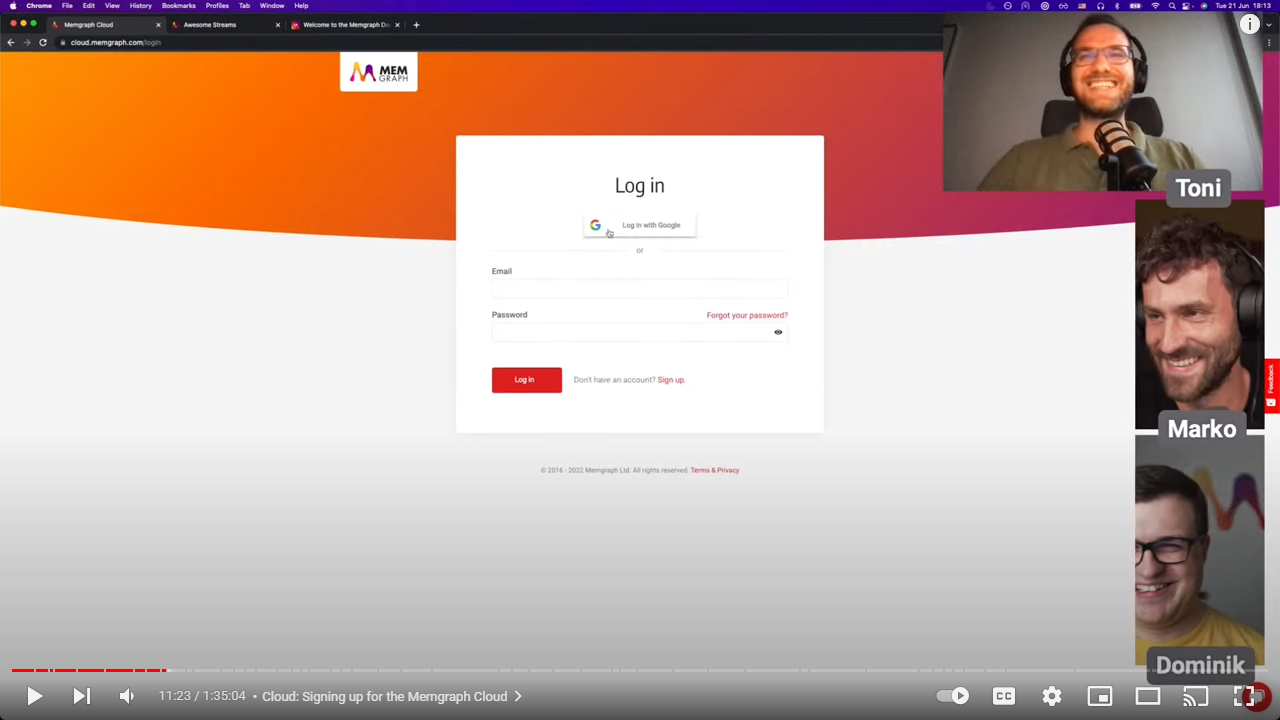 Chrome File Edit View History Bookmarks Profiles Tab Window Help
Tue 21 Jun 18:13
Memgraph Cloud
Awesome Streams
Welcome to the Memgraph Do
cloud.memgraph.com/login
MEM
GRAPH
Log in
Log in with Google
or
Email
Password
Forgot your password?
Log in
Don't have an account? Sign up.
© 2016 - 2022 Memgraph Ltd. All rights reserved. Terms & Privacy
Toni
Feedback
Marko
Dominik
11:23 / 1:35:04 • Cloud: Signing up for the Memgraph Cloud
CC